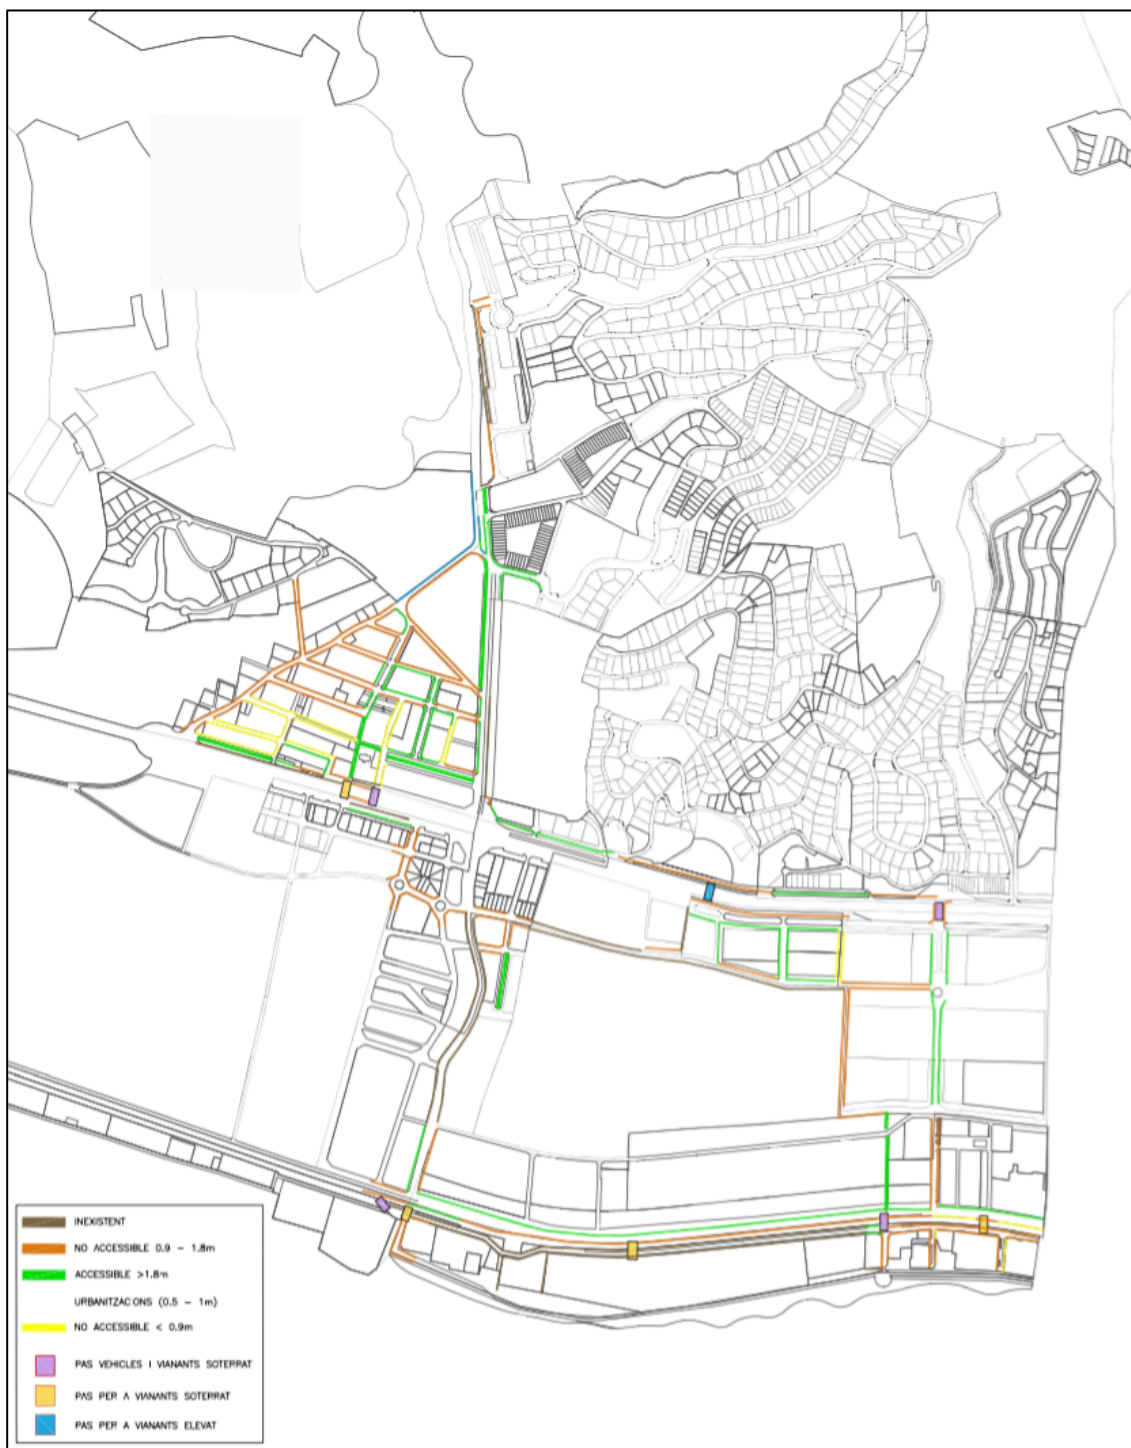 INEXISTENT
NO ACCESSIBLE 0.9 - 1.8m
ACCESSIBLE >1.8m
URBANITZACIONS (0.5 - 1m)
NO ACCESSIBLE < 0.9m
PAS VEHICLES I VIANANTS SOTERRAT
PAS PER A VIANANTS SOTERRAT
PAS PER A VIANANTS ELEVAT